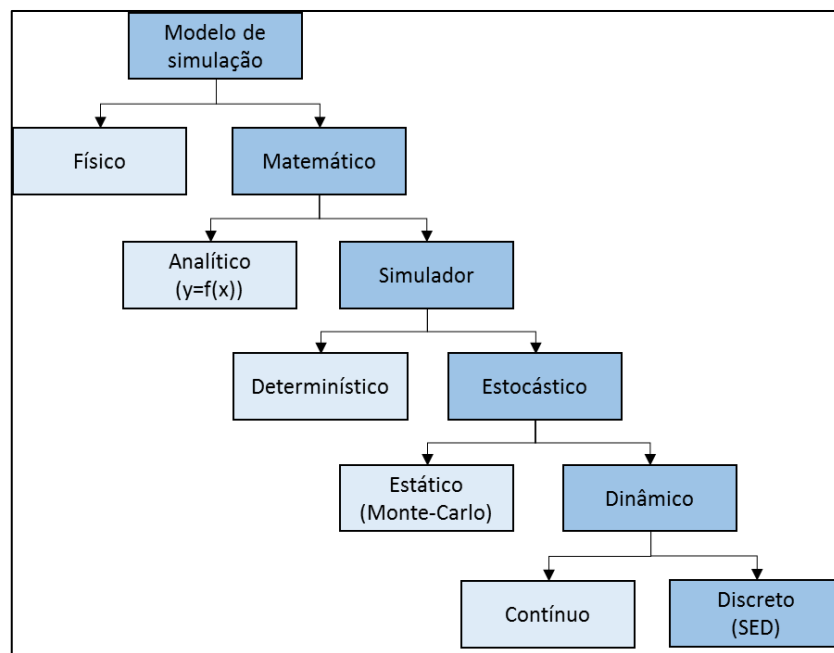 Modelo de
simulação
Físico
Matemático
Analítico
(y=f(x))
Simulador
Determinístico
Estocástico
Estático
(Monte-Carlo)
Dinâmico
Contínuo
Discreto
(SED)